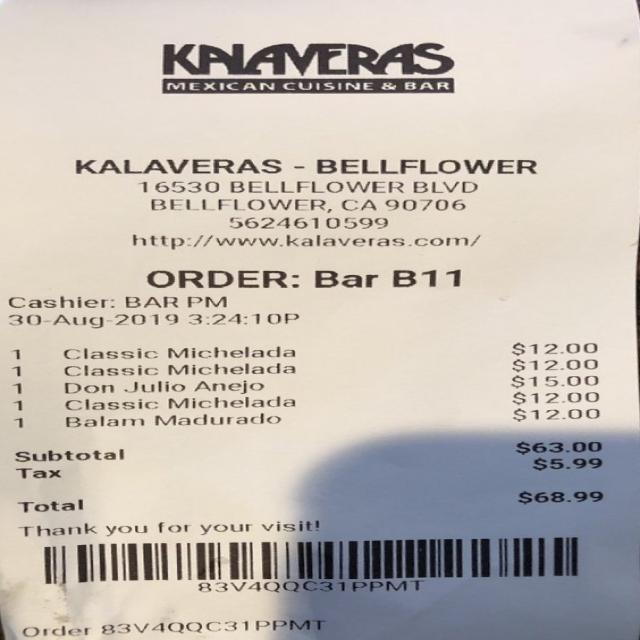 KALAVERAS
MEXICAN CUISINE & BAR
KALAVERAS - BELLFLOWER
16530 BELLFLOWER BLVD
BELLFLOWER, CA 90706
5624610599
http://www.kalaveras.com/
ORDER: Bar B11
Cashier: BAR PM
30-Aug-2019 3:24:10P
1 Classic Michelada $12.00
1 Classic Michelada $12.00
1 Don Julio Anejo $15.00
1 Classic Michelada $12.00
1 Balam Madurado $12.00
Subtotal $63.00
Tax $5.99
Total $68.99
Thank you for your visit!
83V4QQC31PPMT
Order 83V4QQC31PPMT